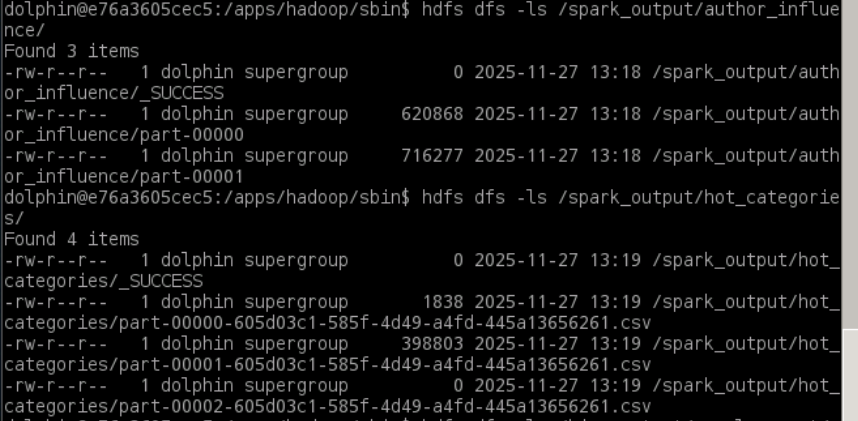 dolphin@e76a3605cec5:/apps/hadoop/sbin$ hdfs dfs -ls /spark_output/author_influe
nce/
Found 3 items
-rw-r--r--   1 dolphin supergroup          0 2025-11-27 13:18 /spark_output/auth
or_influence/_SUCCESS
-rw-r--r--   1 dolphin supergroup     620868 2025-11-27 13:18 /spark_output/auth
or_influence/part-00000
-rw-r--r--   1 dolphin supergroup     716277 2025-11-27 13:18 /spark_output/auth
or_influence/part-00001
dolphin@e76a3605cec5:/apps/hadoop/sbin$ hdfs dfs -ls /spark_output/hot_categorie
s/
Found 4 items
-rw-r--r--   1 dolphin supergroup          0 2025-11-27 13:19 /spark_output/hot_
categories/_SUCCESS
-rw-r--r--   1 dolphin supergroup       1838 2025-11-27 13:19 /spark_output/hot_
categories/part-00000-605d03c1-585f-4d49-a4fd-445a13656261.csv
-rw-r--r--   1 dolphin supergroup     398803 2025-11-27 13:19 /spark_output/hot_
categories/part-00001-605d03c1-585f-4d49-a4fd-445a13656261.csv
-rw-r--r--   1 dolphin supergroup          0 2025-11-27 13:19 /spark_output/hot_
categories/part-00002-605d03c1-585f-4d49-a4fd-445a13656261.csv